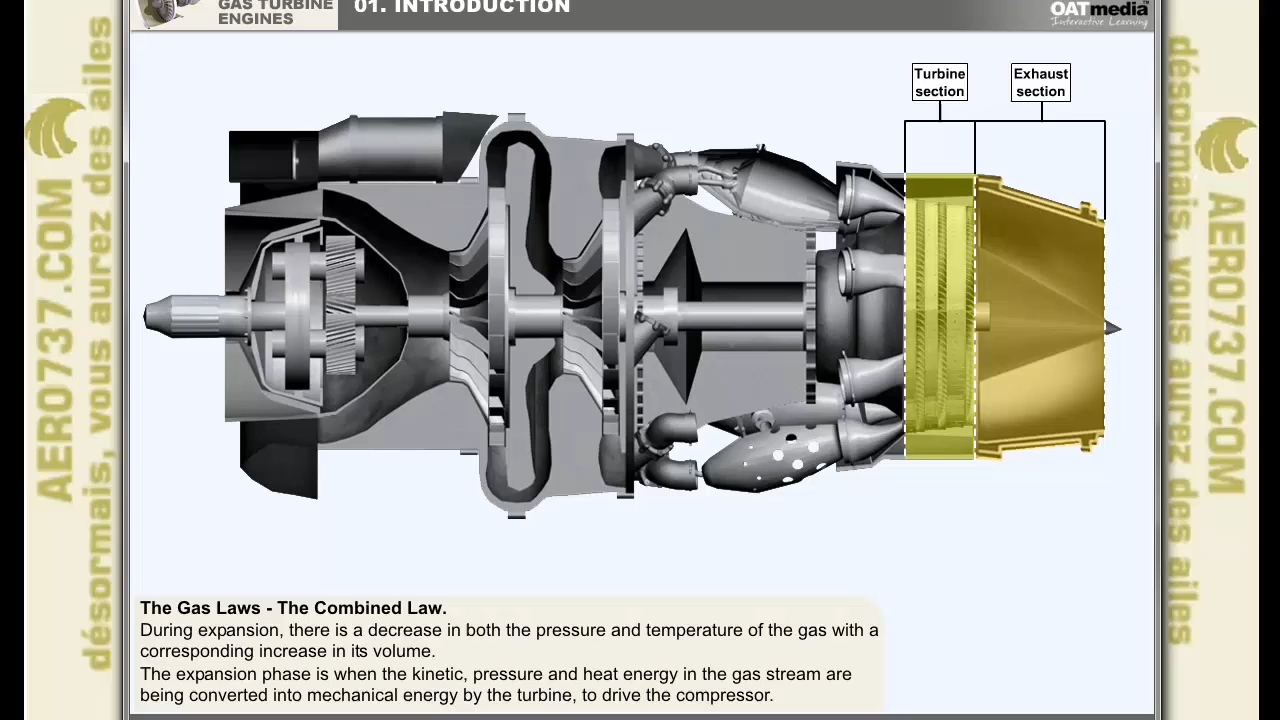 GAS TURBINE
ENGINES
01. INTRODUCTION
OATmedia™
Interactive Learning
Turbine
section
Exhaust
section
The Gas Laws - The Combined Law.
During expansion, there is a decrease in both the pressure and temperature of the gas with a
corresponding increase in its volume.
The expansion phase is when the kinetic, pressure and heat energy in the gas stream are
being converted into mechanical energy by the turbine, to drive the compressor.
AERO737.COM
désormais, vous aurez des ailes
AERO737.COM
désormais, vous aurez des ailes